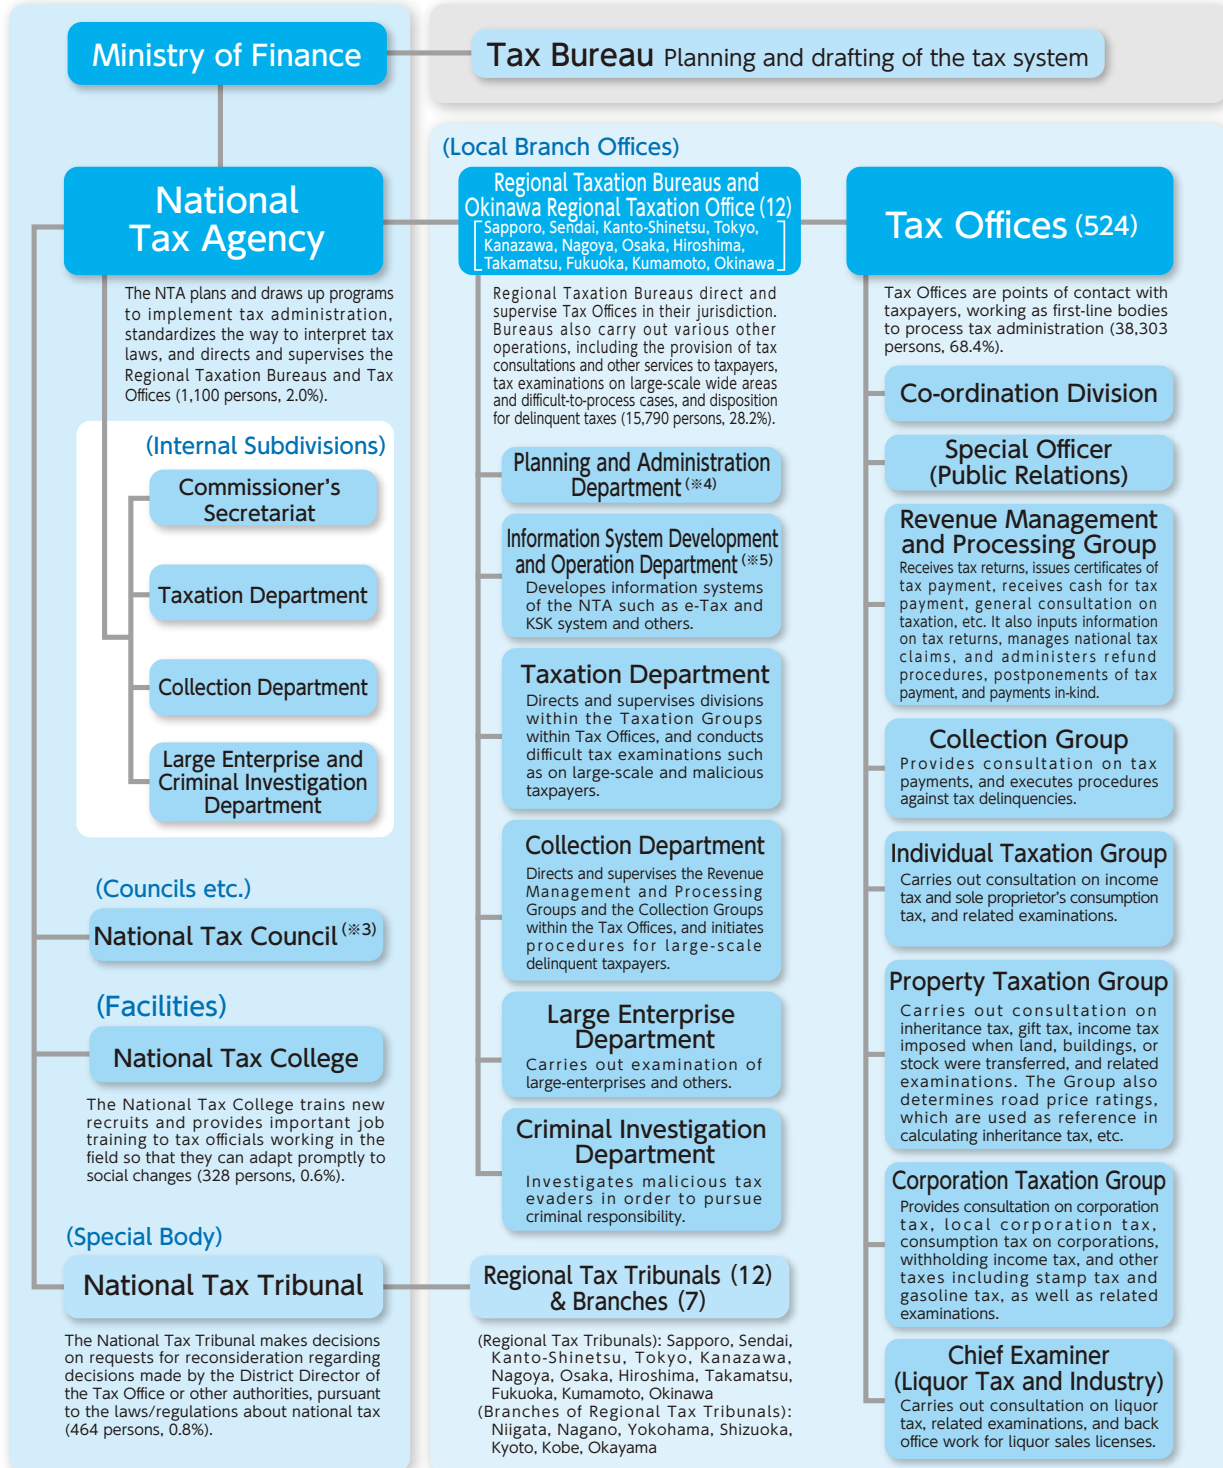 Ministry of Finance
Tax Bureau Planning and drafting of the tax system
National
Tax Agency
The NTA plans and draws up programs
to implement tax administration,
standardizes the way to interpret tax
laws, and directs and supervises the
Regional Taxation Bureaus and Tax
Offices (1,100 persons, 2.0%).
(Internal Subdivisions)
Commissioner's
Secretariat
Taxation Department
Collection Department
Large Enterprise and
Criminal Investigation
Department
(Councils etc.)
National Tax Council (※3)
(Facilities)
National Tax College
The National Tax College trains new
recruits and provides important job
training to tax officials working in the
field so that they can adapt promptly to
social changes (328 persons, 0.6%).
(Special Body)
National Tax Tribunal
The National Tax Tribunal makes decisions
on requests for reconsideration regarding
decisions made by the District Director of
the Tax Office or other authorities, pursuant
to the laws/regulations about national tax
(464 persons, 0.8%).
(Local Branch Offices)
Regional Taxation Bureaus and
Okinawa Regional Taxation Office (12)
[Sapporo, Sendai, Kanto-Shinetsu, Tokyo,
Kanazawa, Nagoya, Osaka, Hiroshima,
Takamatsu, Fukuoka, Kumamoto, Okinawa]
Regional Taxation Bureaus direct and
supervise Tax Offices in their jurisdiction.
Bureaus also carry out various other
operations, including the provision of tax
consultations and other services to taxpayers,
tax examinations on large-scale wide areas
and difficult-to-process cases, and disposition
for delinquent taxes (15,790 persons, 28.2%).
Planning and Administration
Department (※4)
Information System Development
and Operation Department (※5)
Developes information systems
of the NTA such as e-Tax and
KSK system and others.
Taxation Department
Directs and supervises divisions
within the Taxation Groups
within Tax Offices, and conducts
difficult tax examinations such
as on large-scale and malicious
taxpayers.
Collection Department
Directs and supervises the Revenue
Management and Processing
Groups and the Collection Groups
within the Tax Offices, and initiates
procedures for large-scale
delinquent taxpayers.
Large Enterprise
Department
Carries out examination of
large-enterprises and others.
Criminal Investigation
Department
Investigates malicious tax
evaders in order to pursue
criminal responsibility.
Regional Tax Tribunals (12)
& Branches (7)
(Regional Tax Tribunals): Sapporo, Sendai,
Kanto-Shinetsu, Tokyo, Kanazawa,
Nagoya, Osaka, Hiroshima, Takamatsu,
Fukuoka, Kumamoto, Okinawa
(Branches of Regional Tax Tribunals):
Niigata, Nagano, Yokohama, Shizuoka,
Kyoto, Kobe, Okayama
Tax Offices (524)
Tax Offices are points of contact with
taxpayers, working as first-line bodies
to process tax administration (38,303
persons, 68.4%).
Co-ordination Division
Special Officer
(Public Relations)
Revenue Management
and Processing Group
Receives tax returns, issues certificates of
tax payment, receives cash for tax
payment, general consultation on
taxation, etc. It also inputs information
on tax returns, manages national tax
claims, and administers refund
procedures, postponements of tax
payment, and payments in-kind.
Collection Group
Provides consultation on tax
payments, and executes procedures
against tax delinquencies.
Individual Taxation Group
Carries out consultation on income
tax and sole proprietor's consumption
tax, and related examinations.
Property Taxation Group
Carries out consultation on
inheritance tax, gift tax, income tax
imposed when land, buildings, or
stock were transferred, and related
examinations. The Group also
determines road price ratings,
which are used as reference in
calculating inheritance tax, etc.
Corporation Taxation Group
Provides consultation on corporation
tax, local corporation tax,
consumption tax on corporations,
withholding income tax, and other
taxes including stamp tax and
gasoline tax, as well as related
examinations.
Chief Examiner
(Liquor Tax and Industry)
Carries out consultation on liquor
tax, related examinations, and back
office work for liquor sales licenses.